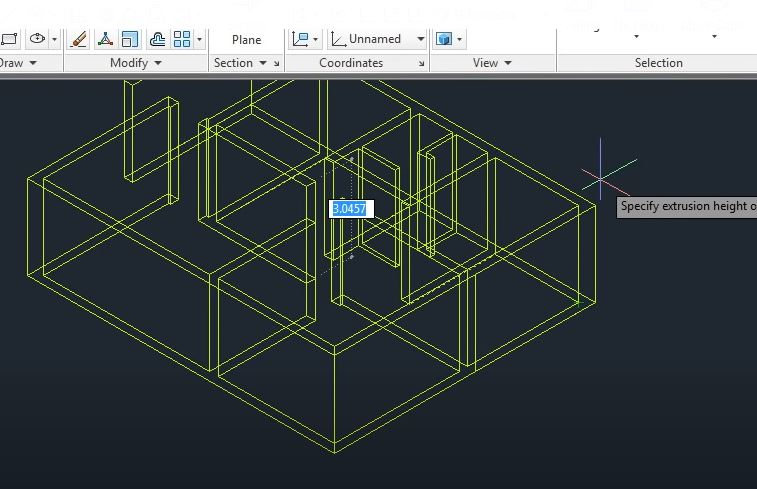 Plane
Unnamed
Draw
Modify
Section
Coordinates
View
Selection
3.0457
Specify extrusion height o